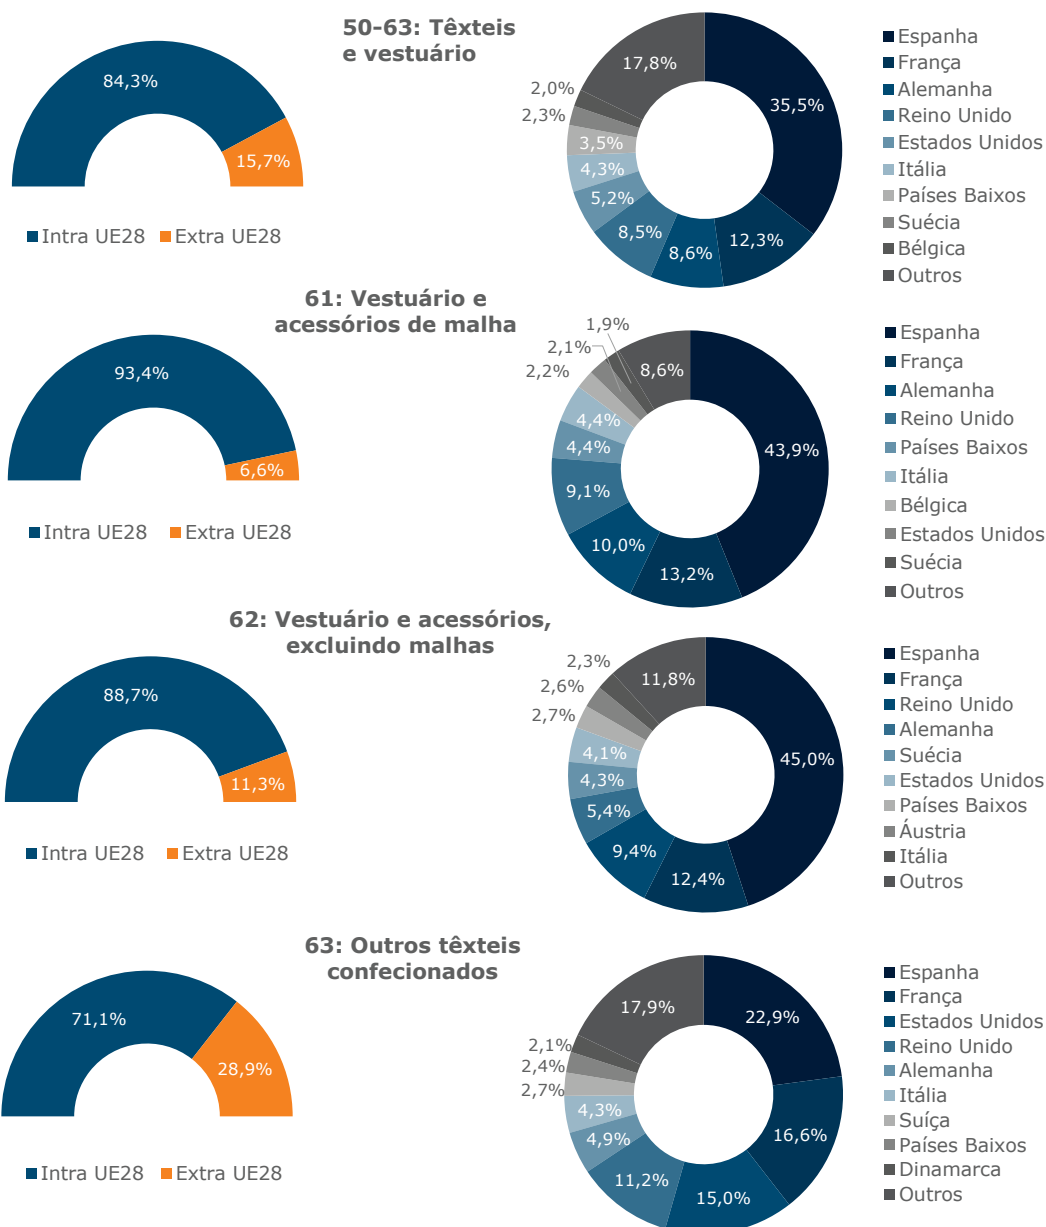 50-63: Têxteis
e vestuário
84,3%
15,7%
Intra UE28 Extra UE28
35,5%
12,3%
8,6%
8,5%
5,2%
4,3%
3,5%
2,3%
2,0%
17,8%
Espanha
França
Alemanha
Reino Unido
Estados Unidos
Itália
Países Baixos
Suécia
Bélgica
Outros
61: Vestuário e
acessórios de malha
93,4%
6,6%
Intra UE28 Extra UE28
43,9%
13,2%
10,0%
9,1%
4,4%
4,4%
2,2%
2,1%
1,9%
8,6%
Espanha
França
Alemanha
Reino Unido
Países Baixos
Itália
Bélgica
Estados Unidos
Suécia
Outros
62: Vestuário e acessórios,
excluindo malhas
88,7%
11,3%
Intra UE28 Extra UE28
45,0%
12,4%
9,4%
5,4%
4,3%
4,1%
2,7%
2,6%
2,3%
11,8%
Espanha
França
Reino Unido
Alemanha
Suécia
Estados Unidos
Países Baixos
Áustria
Itália
Outros
63: Outros têxteis
confecionados
71,1%
28,9%
Intra UE28 Extra UE28
22,9%
16,6%
15,0%
11,2%
4,9%
4,3%
2,7%
2,4%
2,1%
17,9%
Espanha
França
Estados Unidos
Reino Unido
Alemanha
Itália
Suíça
Países Baixos
Dinamarca
Outros